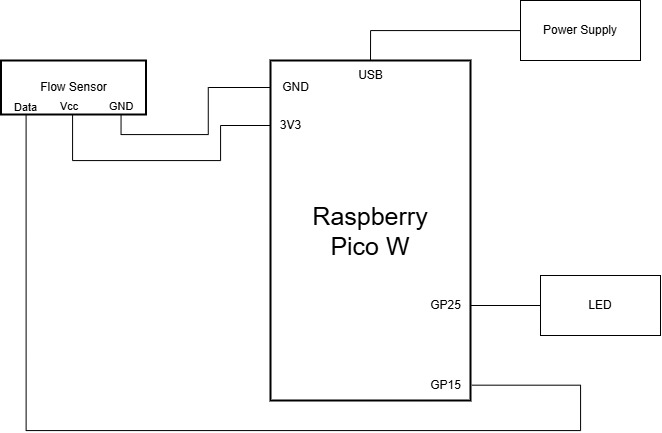 Power Supply
USB
Flow Sensor
Data Vcc GND
GND
3V3
Raspberry
Pico W
GP25
LED
GP15